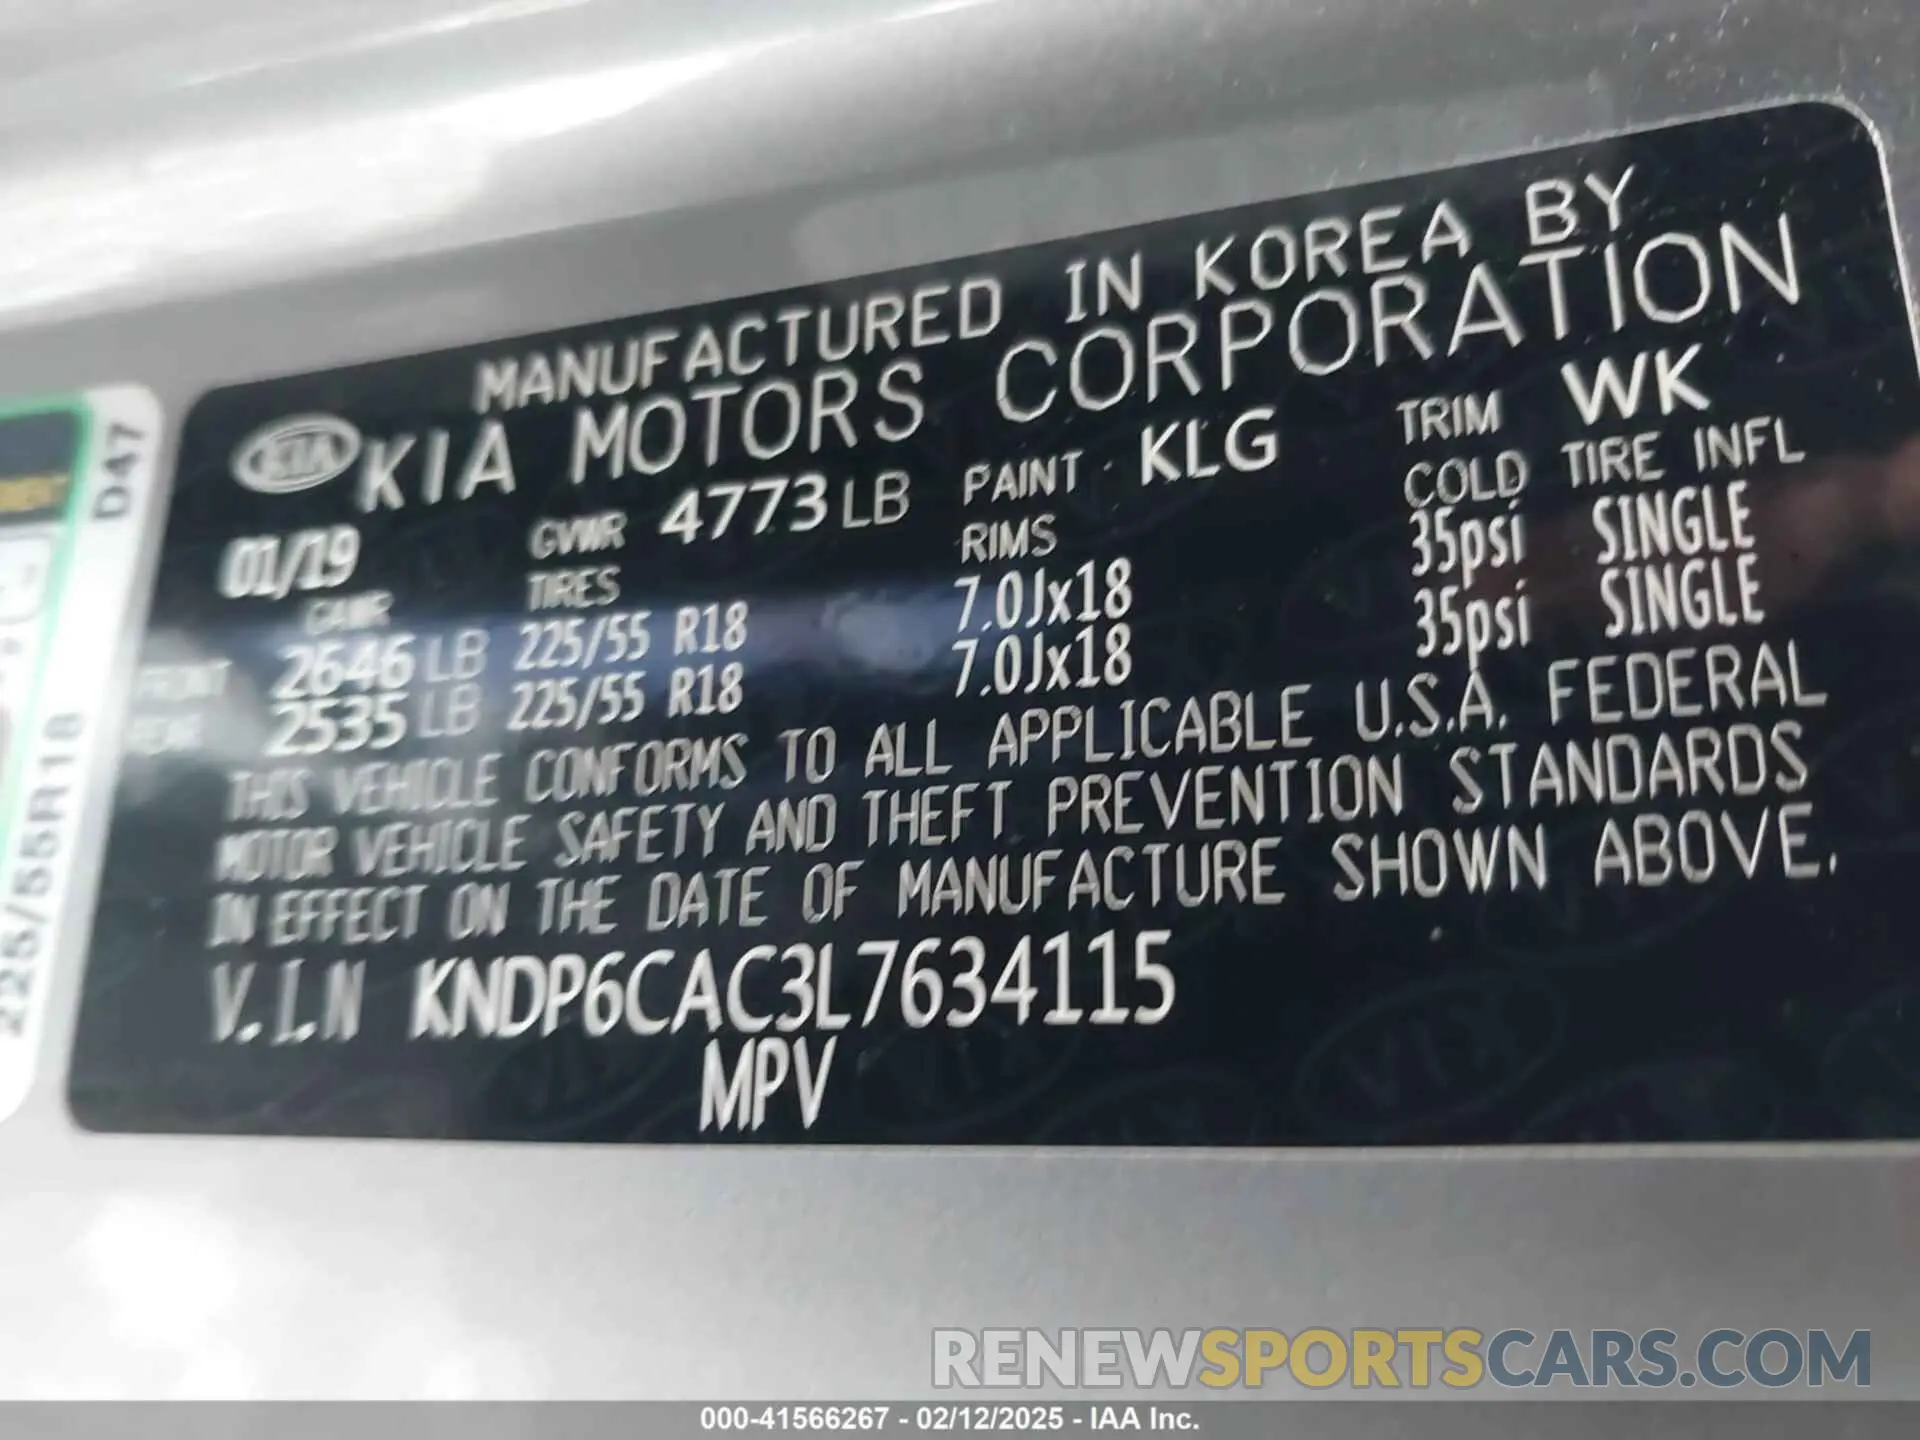 MANUFACTURED IN KOREA BY
KIA KIA MOTORS CORPORATION
01/19 GVWR 4773 LB PAINT KLG TRIM WK
GAWR TIRES RIMS COLD TIRE INFL
FRONT 2646 LB 225/55 R18 7.0Jx18 35psi SINGLE
REAR 2535 LB 225/55 R18 7.0Jx18 35psi SINGLE
THIS VEHICLE CONFORMS TO ALL APPLICABLE U.S.A. FEDERAL
MOTOR VEHICLE SAFETY AND THEFT PREVENTION STANDARDS
IN EFFECT ON THE DATE OF MANUFACTURE SHOWN ABOVE.
V.I.N KNDP6CAC3L7634115
MPV
D47
225/55R18
RENEWSPORTSCARS.COM
000-41566267 - 02/12/2025 - IAA Inc.